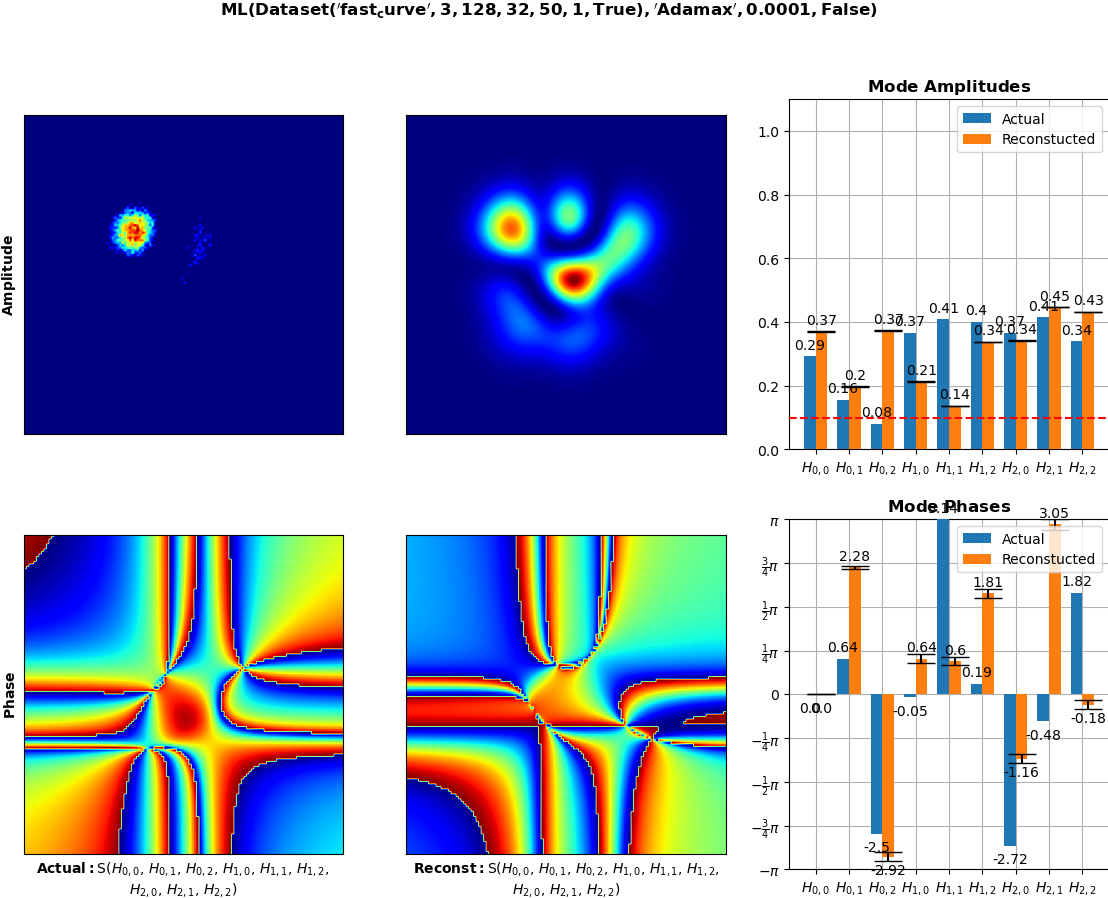 ML(Dataset('fast_curve', 3, 128, 32, 50, 1, True), 'Adamax', 0.0001, False)
Amplitude
Mode Amplitudes
Actual
Reconstucted
1.0
0.8
0.6
0.4
0.2
0.0
0.29
0.37
0.16
0.2
0.08
0.37
0.37
0.21
0.41
0.14
0.4
0.34
0.37
0.34
0.41
0.45
0.34
0.43
H0,0 H0,1 H0,2 H1,0 H1,1 H1,2 H2,0 H2,1 H2,2
Phase
Actual: S(H0,0, H0,1, H0,2, H1,0, H1,1, H1,2,
H2,0, H2,1, H2,2)
Reconst: S(H0,0, H0,1, H0,2, H1,0, H1,1, H1,2,
H2,0, H2,1, H2,2)
Mode Phases
Actual
Reconstucted
π
3/4π
1/2π
1/4π
0
−1/4π
−1/2π
−3/4π
−π
0.0
0.0
0.64
2.28
-2.5
-2.92
-0.05
0.64
3.14
0.6
0.19
1.81
-2.72
-1.16
-0.48
3.05
1.82
-0.18
H0,0 H0,1 H0,2 H1,0 H1,1 H1,2 H2,0 H2,1 H2,2